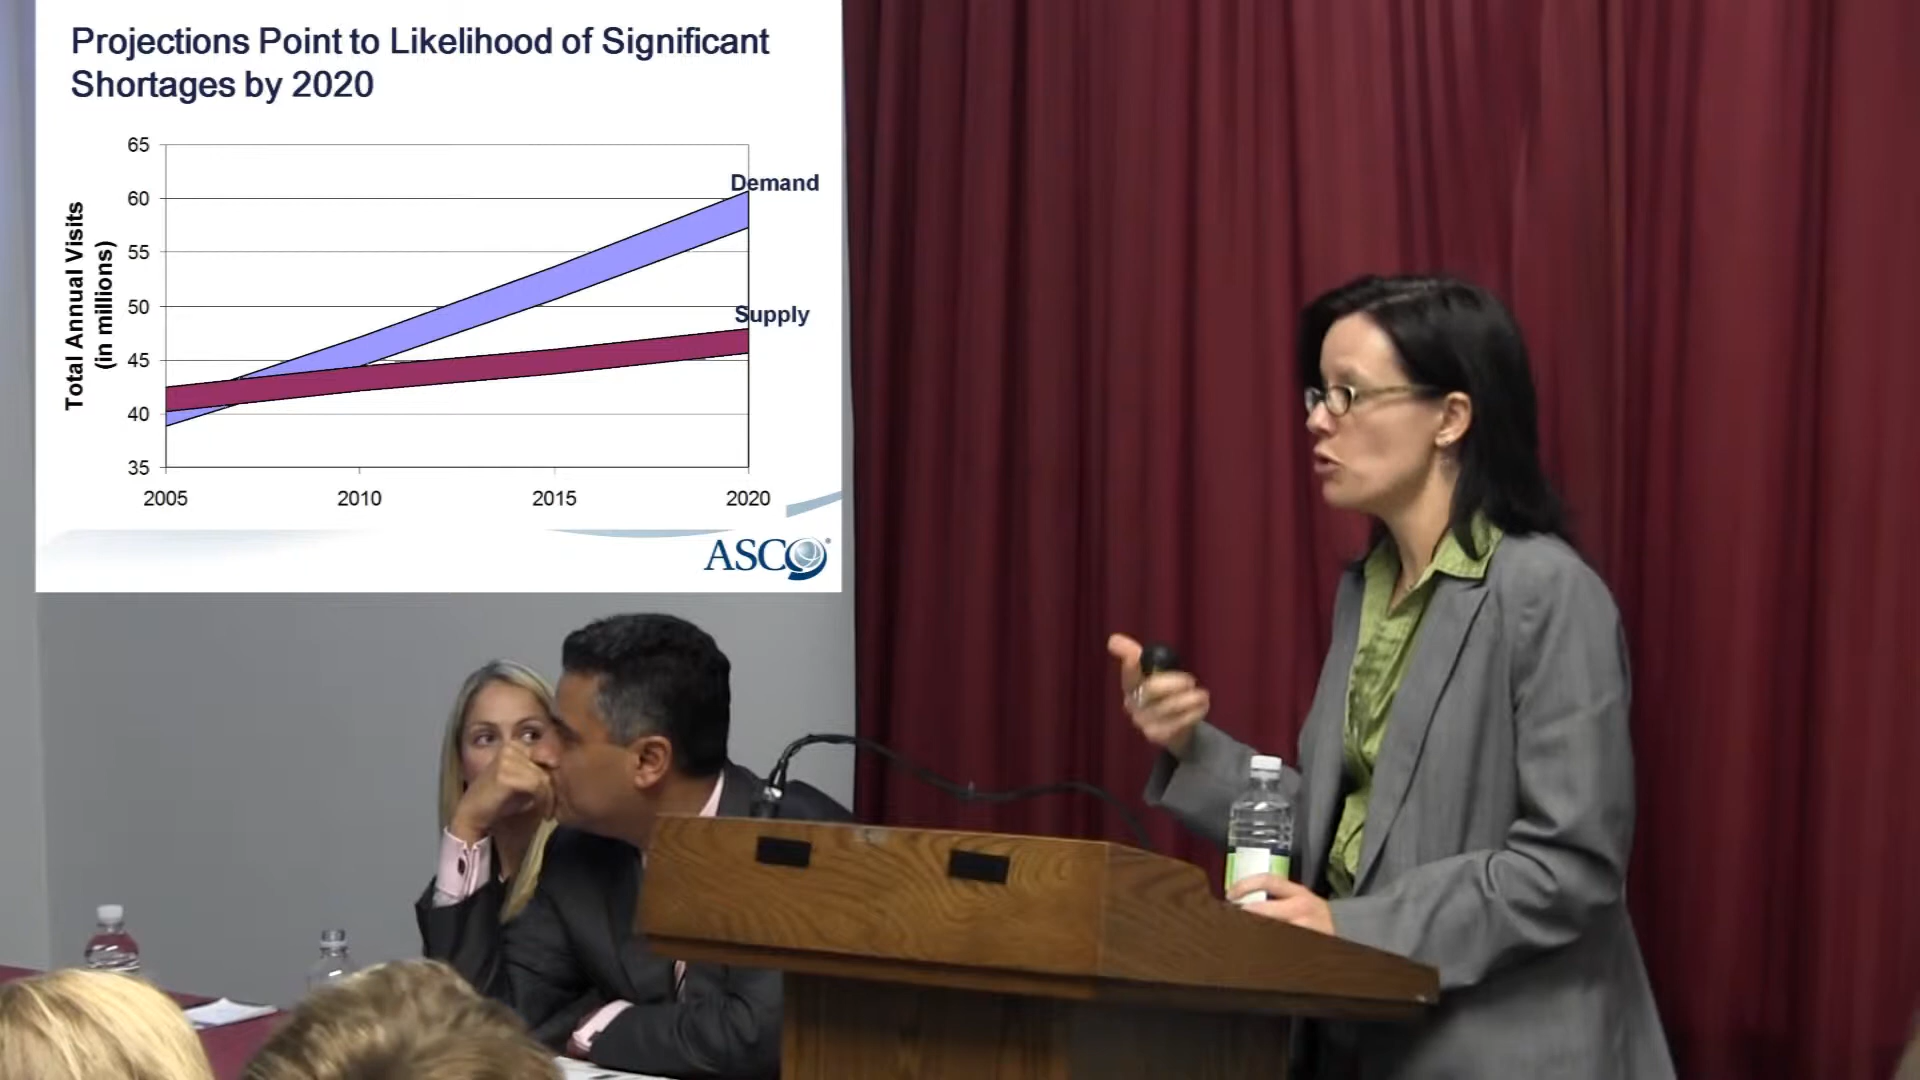 Projections Point to Likelihood of Significant
Shortages by 2020
Total Annual Visits
(in millions)
65
60
55
50
45
40
35
Demand
Supply
2005
2010
2015
2020
ASCO®